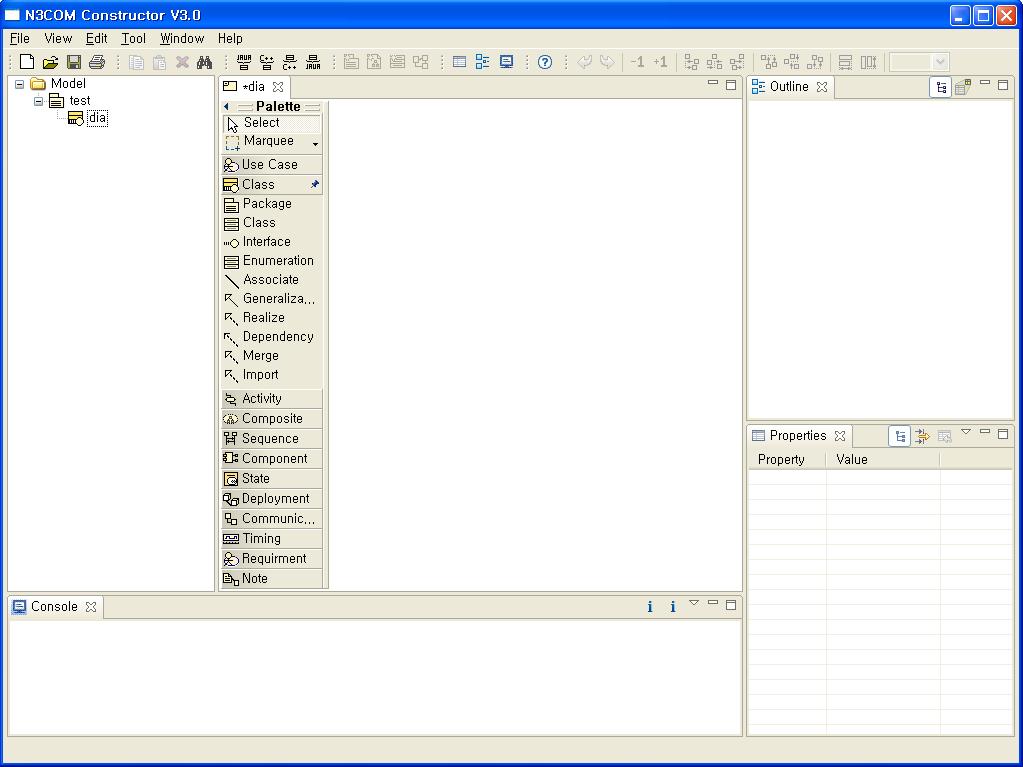 N3COM Constructor V3.0
File View Edit Tool Window Help
JAVA C++ C++ JAVA -1 +1
Model
test
dia
*dia
Palette
Select
Marquee
Use Case
Class
Package
Class
Interface
Enumeration
Associate
Generaliza...
Realize
Dependency
Merge
Import
Activity
Composite
Sequence
Component
State
Deployment
Communic...
Timing
Requirment
Note
Outline
Properties
Property Value
Console